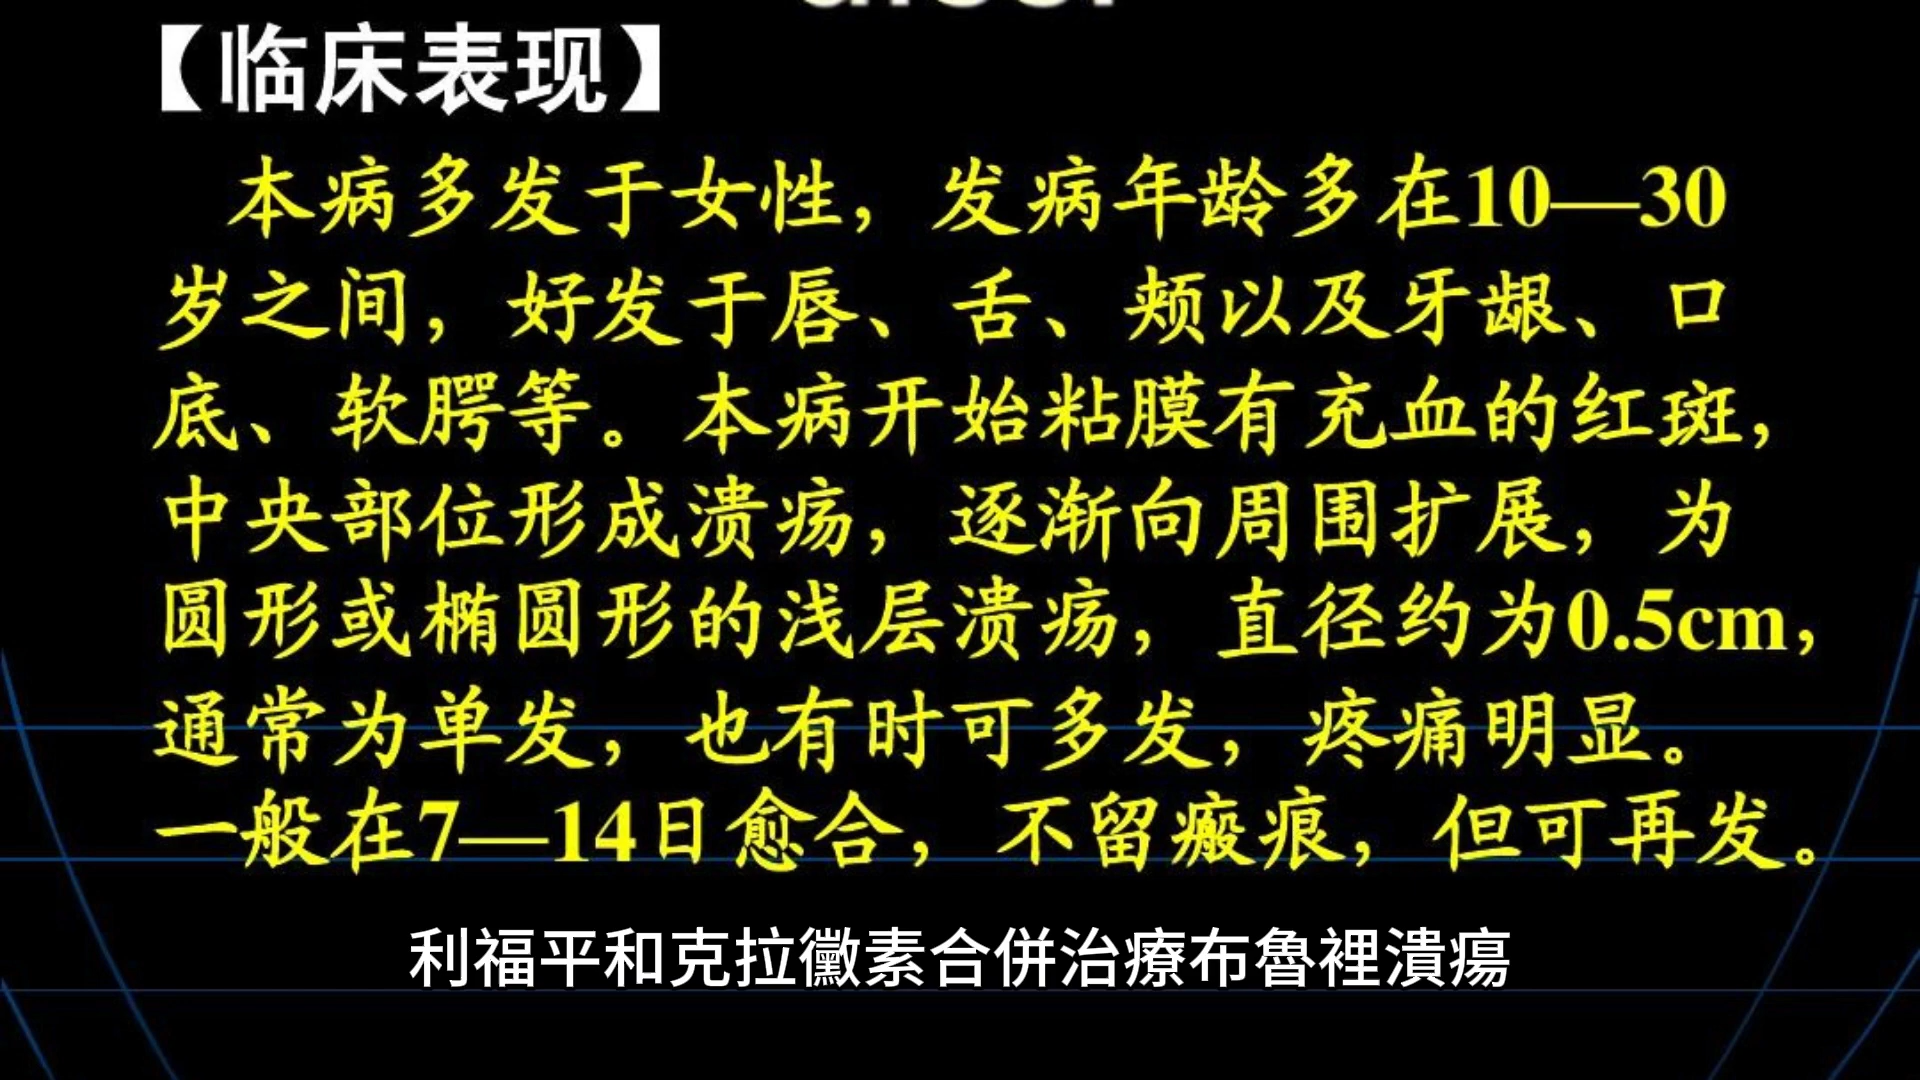 【临床表现】
本病多发于女性，发病年龄多在10—30
岁之间，好发于唇、舌、颊以及牙龈、口
底、软腭等。本病开始粘膜有充血的红斑，
中央部位形成溃疡，逐渐向周围扩展，为
圆形或椭圆形的浅层溃疡，直径约为0.5cm，
通常为单发，也有时可多发，疼痛明显。
一般在7—14日愈合，不留瘢痕，但可再发。
利福平和克拉黴素合併治療布魯裡潰瘍